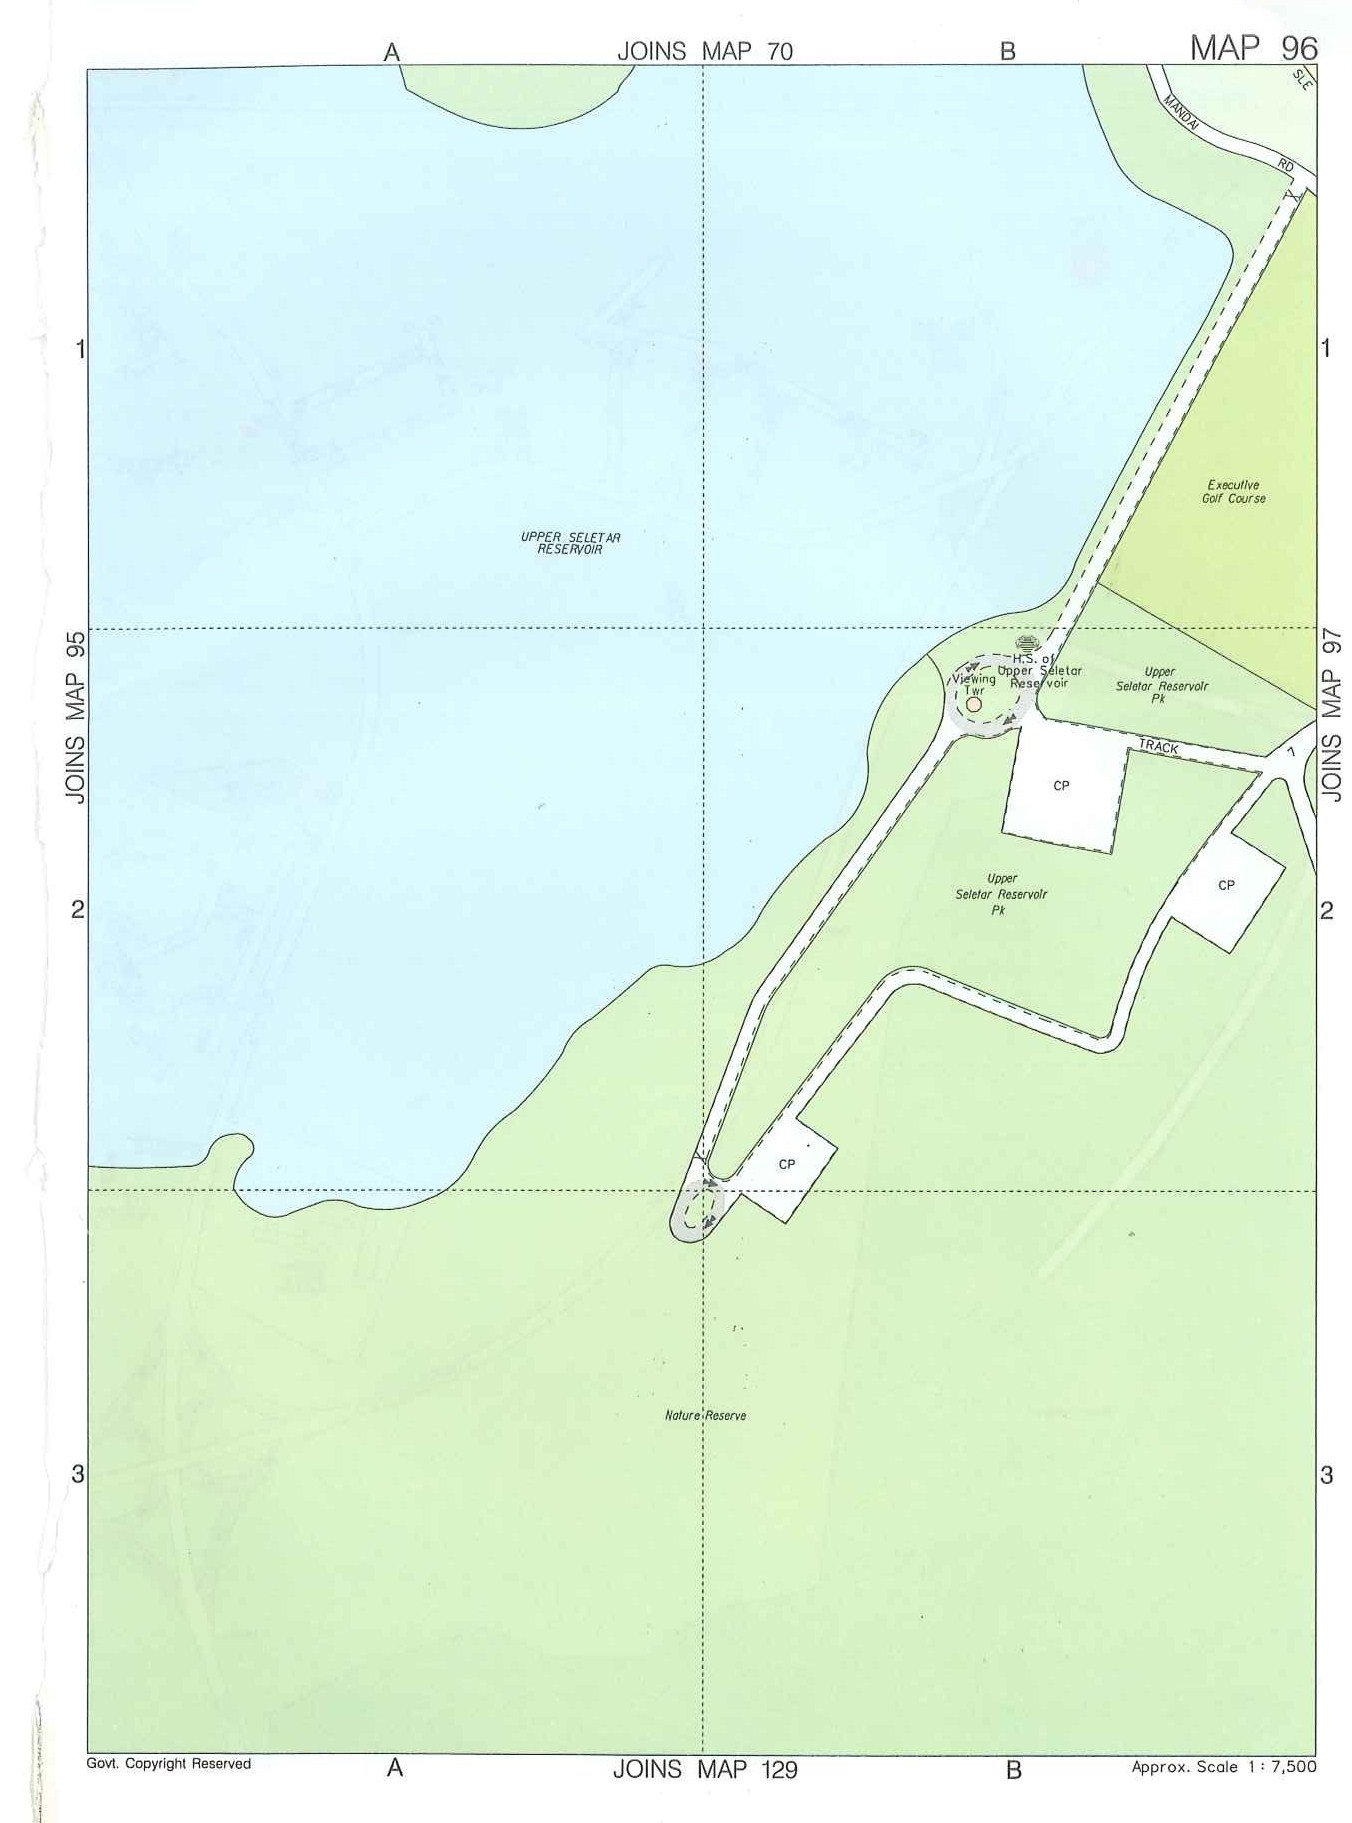 A
JOINS MAP 70
B
MAP 96
SLE
MANDAI
RD
1
1
Executive
Golf Course
UPPER SELETAR
RESERVOIR
JOINS MAP 95
JOINS MAP 97
H.S. of
Upper Seletar
Reservoir
Viewing
Twr
Upper
Seletar Reservoir
Pk
TRACK
7
CP
CP
2
2
Upper
Seletar Reservoir
Pk
CP
Nature Reserve
3
3
Govt. Copyright Reserved
A
JOINS MAP 129
B
Approx. Scale 1 : 7,500